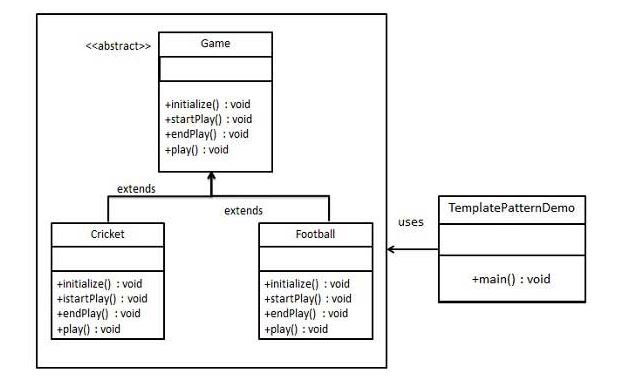 <<abstract>>
Game
+initialize() : void
+startPlay() : void
+endPlay() : void
+play() : void
extends
extends
Cricket
+initialize() : void
+istartPlay() : void
+endPlay() : void
+play() : void
Football
+initialize() : void
+startPlay() : void
+endPlay() : void
+play() : void
uses
TemplatePatternDemo
+main() : void